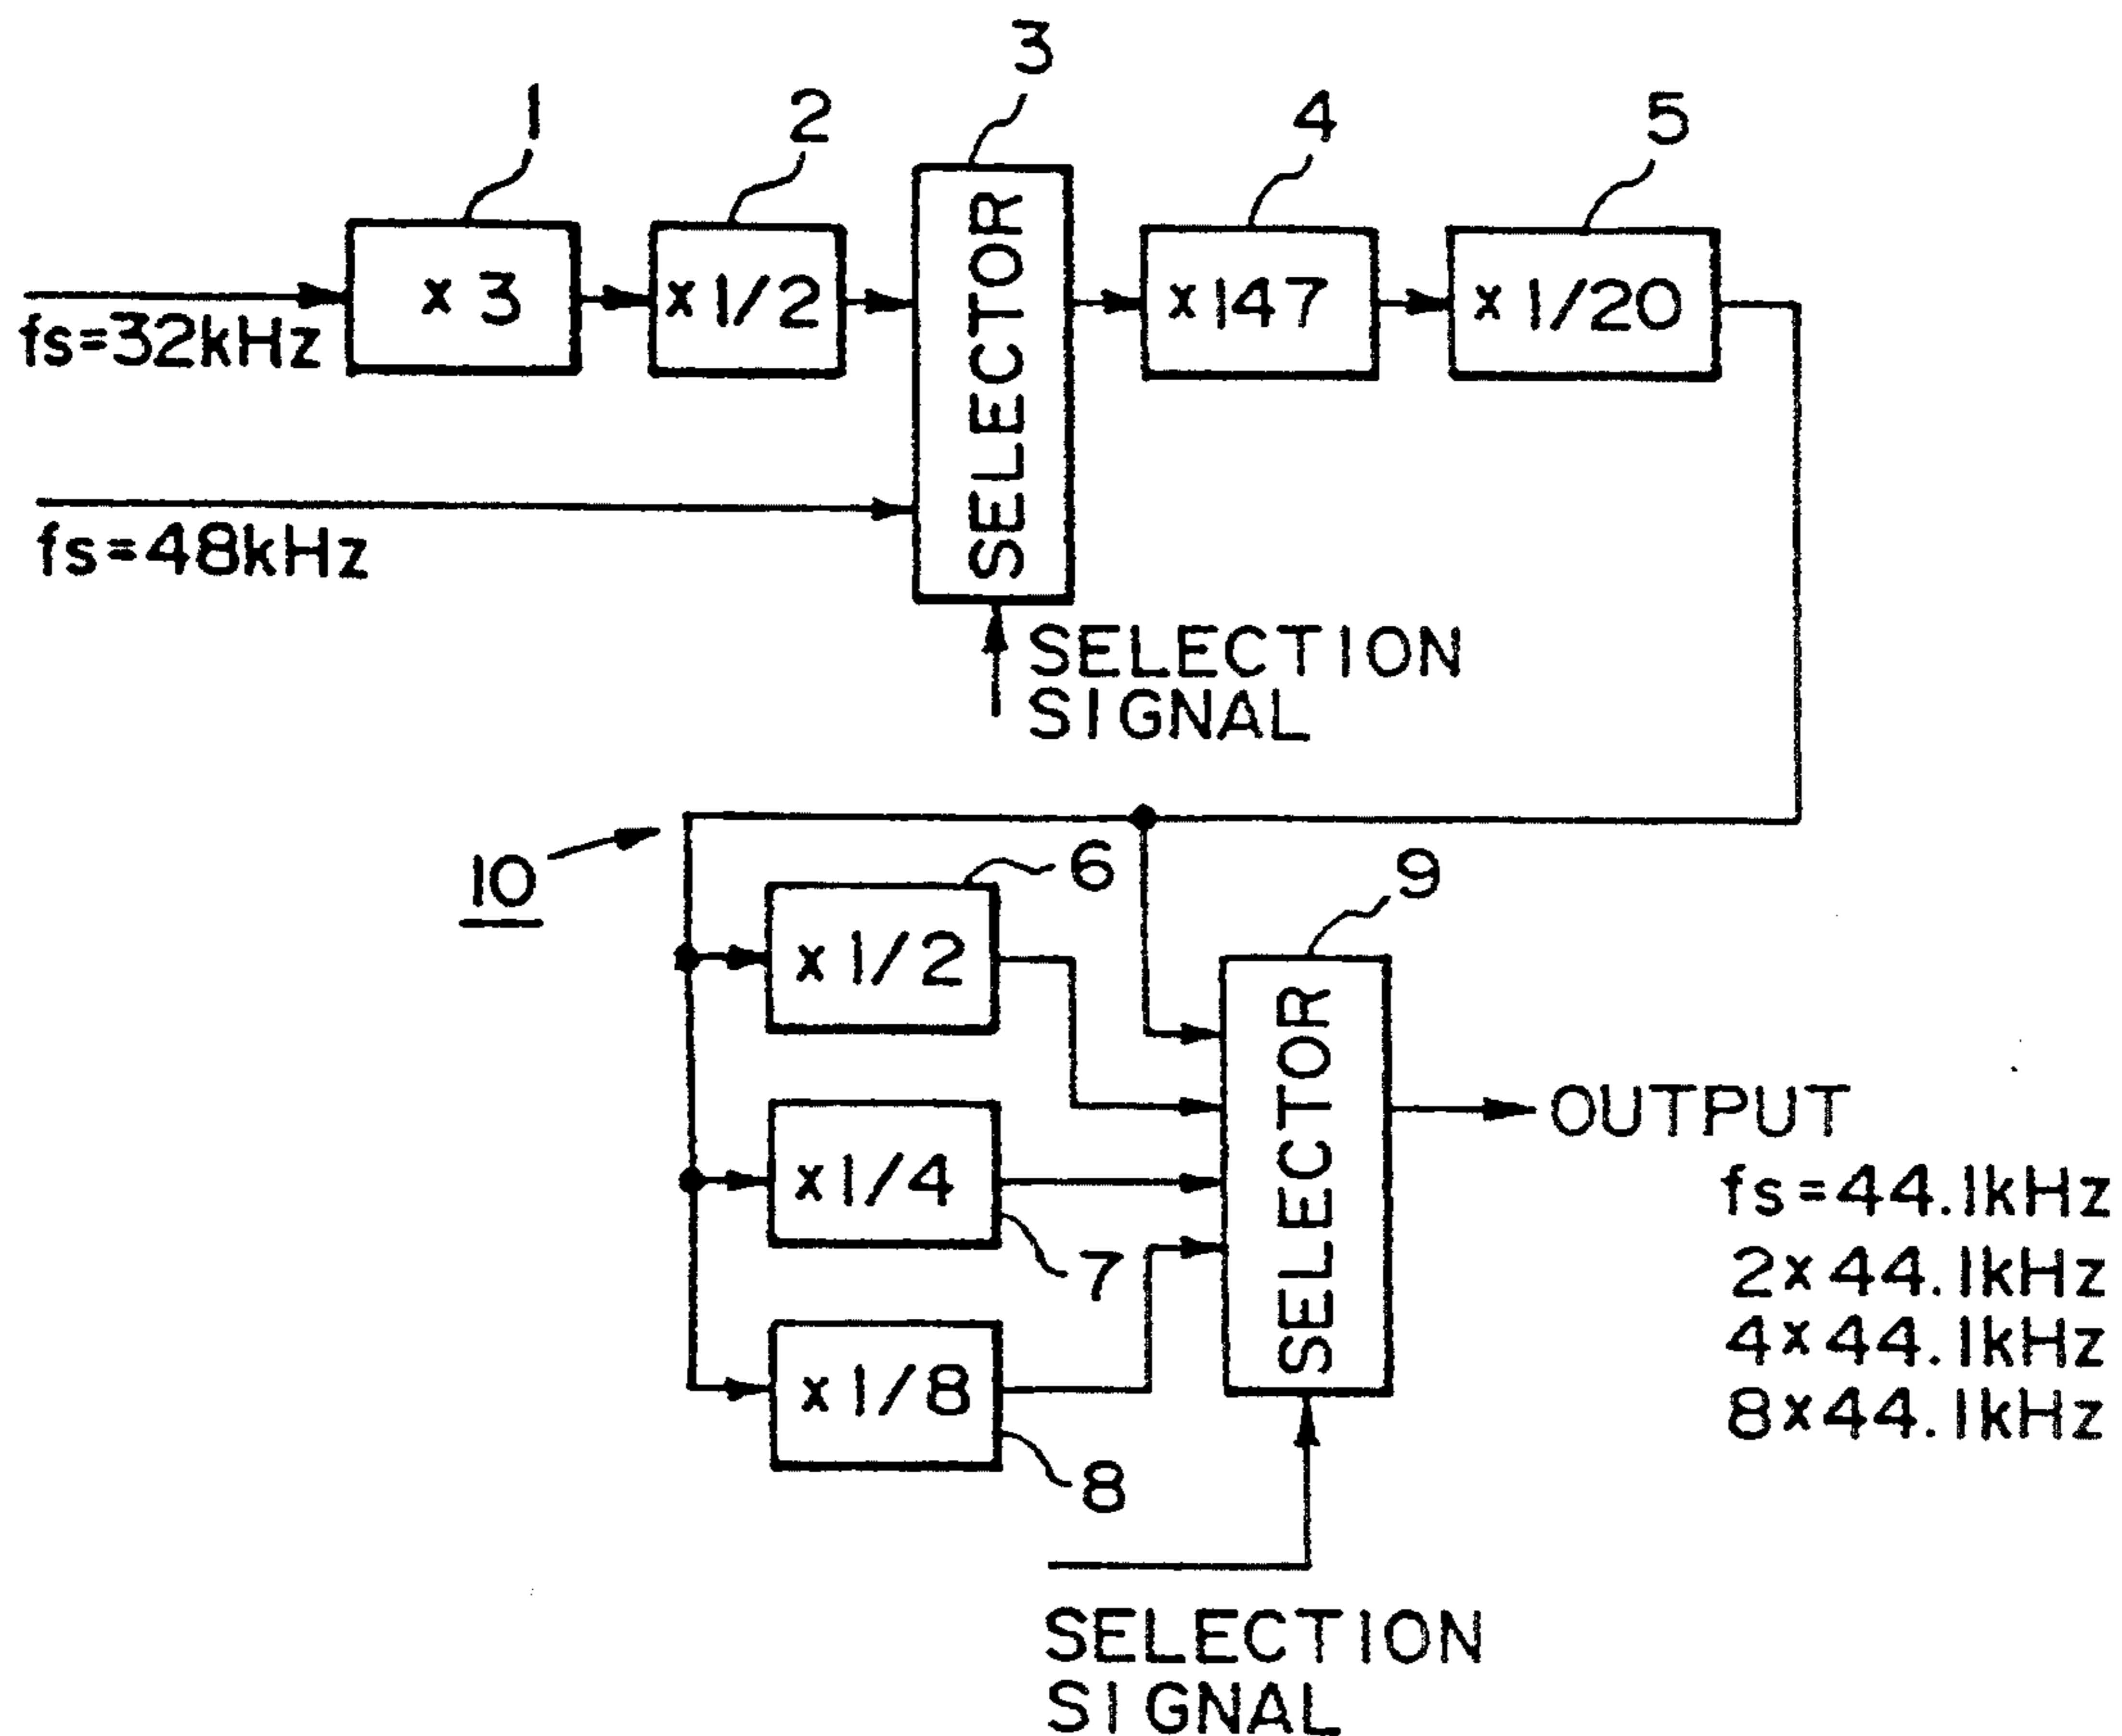 3
1
2
4
5
x 3
x 1/2
SELECTOR
x 147
x 1/20
fs=32kHz
fs=48kHz
SELECTION
SIGNAL
10
6
9
x 1/2
SELECTOR
x 1/4
7
OUTPUT
fs=44.1kHz
2x44.1kHz
4x44.1kHz
8x44.1kHz
x 1/8
8
SELECTION
SIGNAL